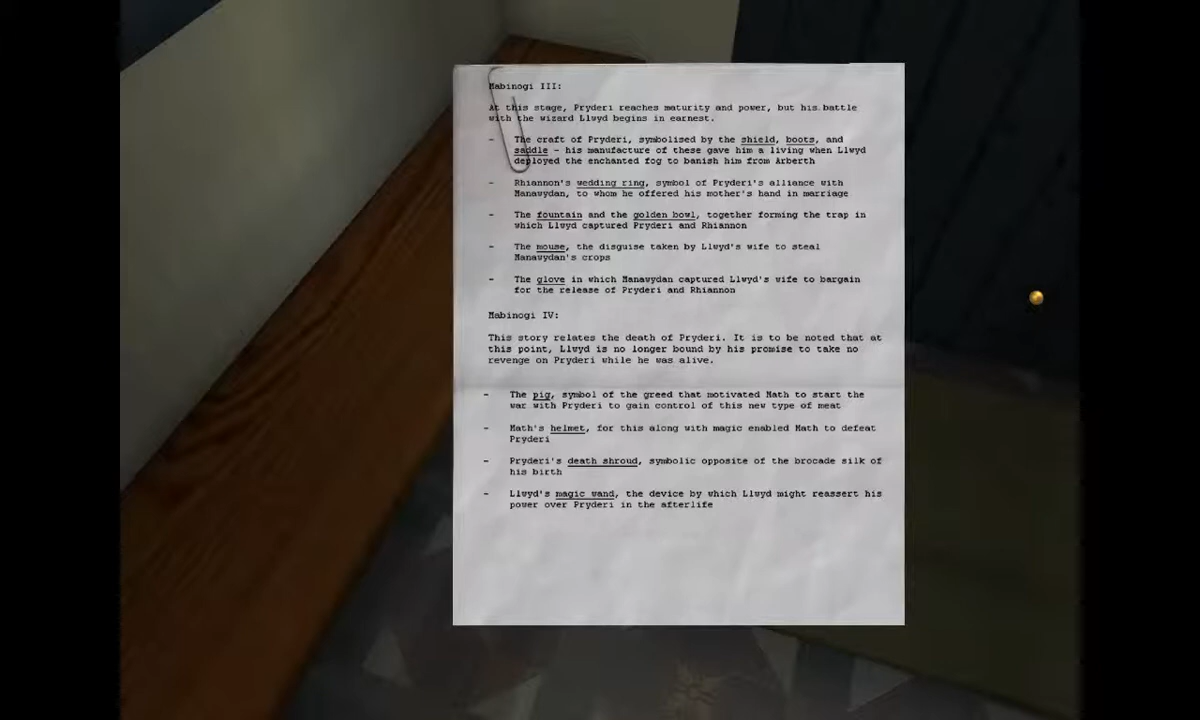 Mabinogi III:
At this stage, Pryderi reaches maturity and power, but his battle
with the wizard Llwyd begins in earnest.
- The craft of Pryderi, symbolised by the shield, boots, and
saddle - his manufacture of these gave him a living when Llwyd
deployed the enchanted fog to banish him from Arberth
- Rhiannon's wedding ring, symbol of Pryderi's alliance with
Manawydan, to whom he offered his mother's hand in marriage
- The fountain and the golden bowl, together forming the trap in
which Llwyd captured Pryderi and Rhiannon
- The mouse, the disguise taken by Llwyd's wife to steal
Manawydan's crops
- The glove in which Manawydan captured Llwyd's wife to bargain
for the release of Pryderi and Rhiannon
Mabinogi IV:
This story relates the death of Pryderi. It is to be noted that at
this point, Llwyd is no longer bound by his promise to take no
revenge on Pryderi while he was alive.
- The pig, symbol of the greed that motivated Math to start the
war with Pryderi to gain control of this new type of meat
- Math's helmet, for this along with magic enabled Math to defeat
Pryderi
- Pryderi's death shroud, symbolic opposite of the brocade silk of
his birth
- Llwyd's magic wand, the device by which Llwyd might reassert his
power over Pryderi in the afterlife